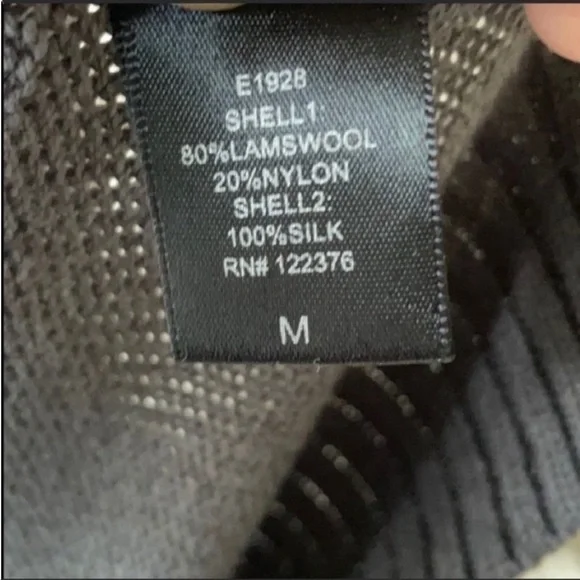 E1928
SHELL1:
80%LAMSWOOL
20%NYLON
SHELL2:
100%SILK
RN# 122376
M